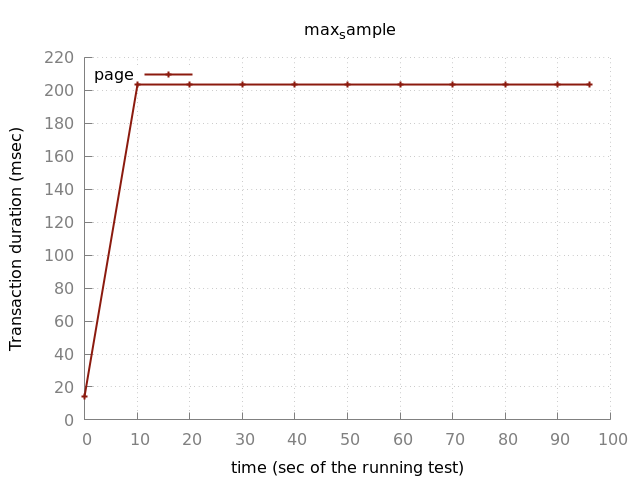 max_sample
220
page
200
180
160
140
120
100
80
60
40
20
0
Transaction duration (msec)
0 10 20 30 40 50 60 70 80 90 100
time (sec of the running test)